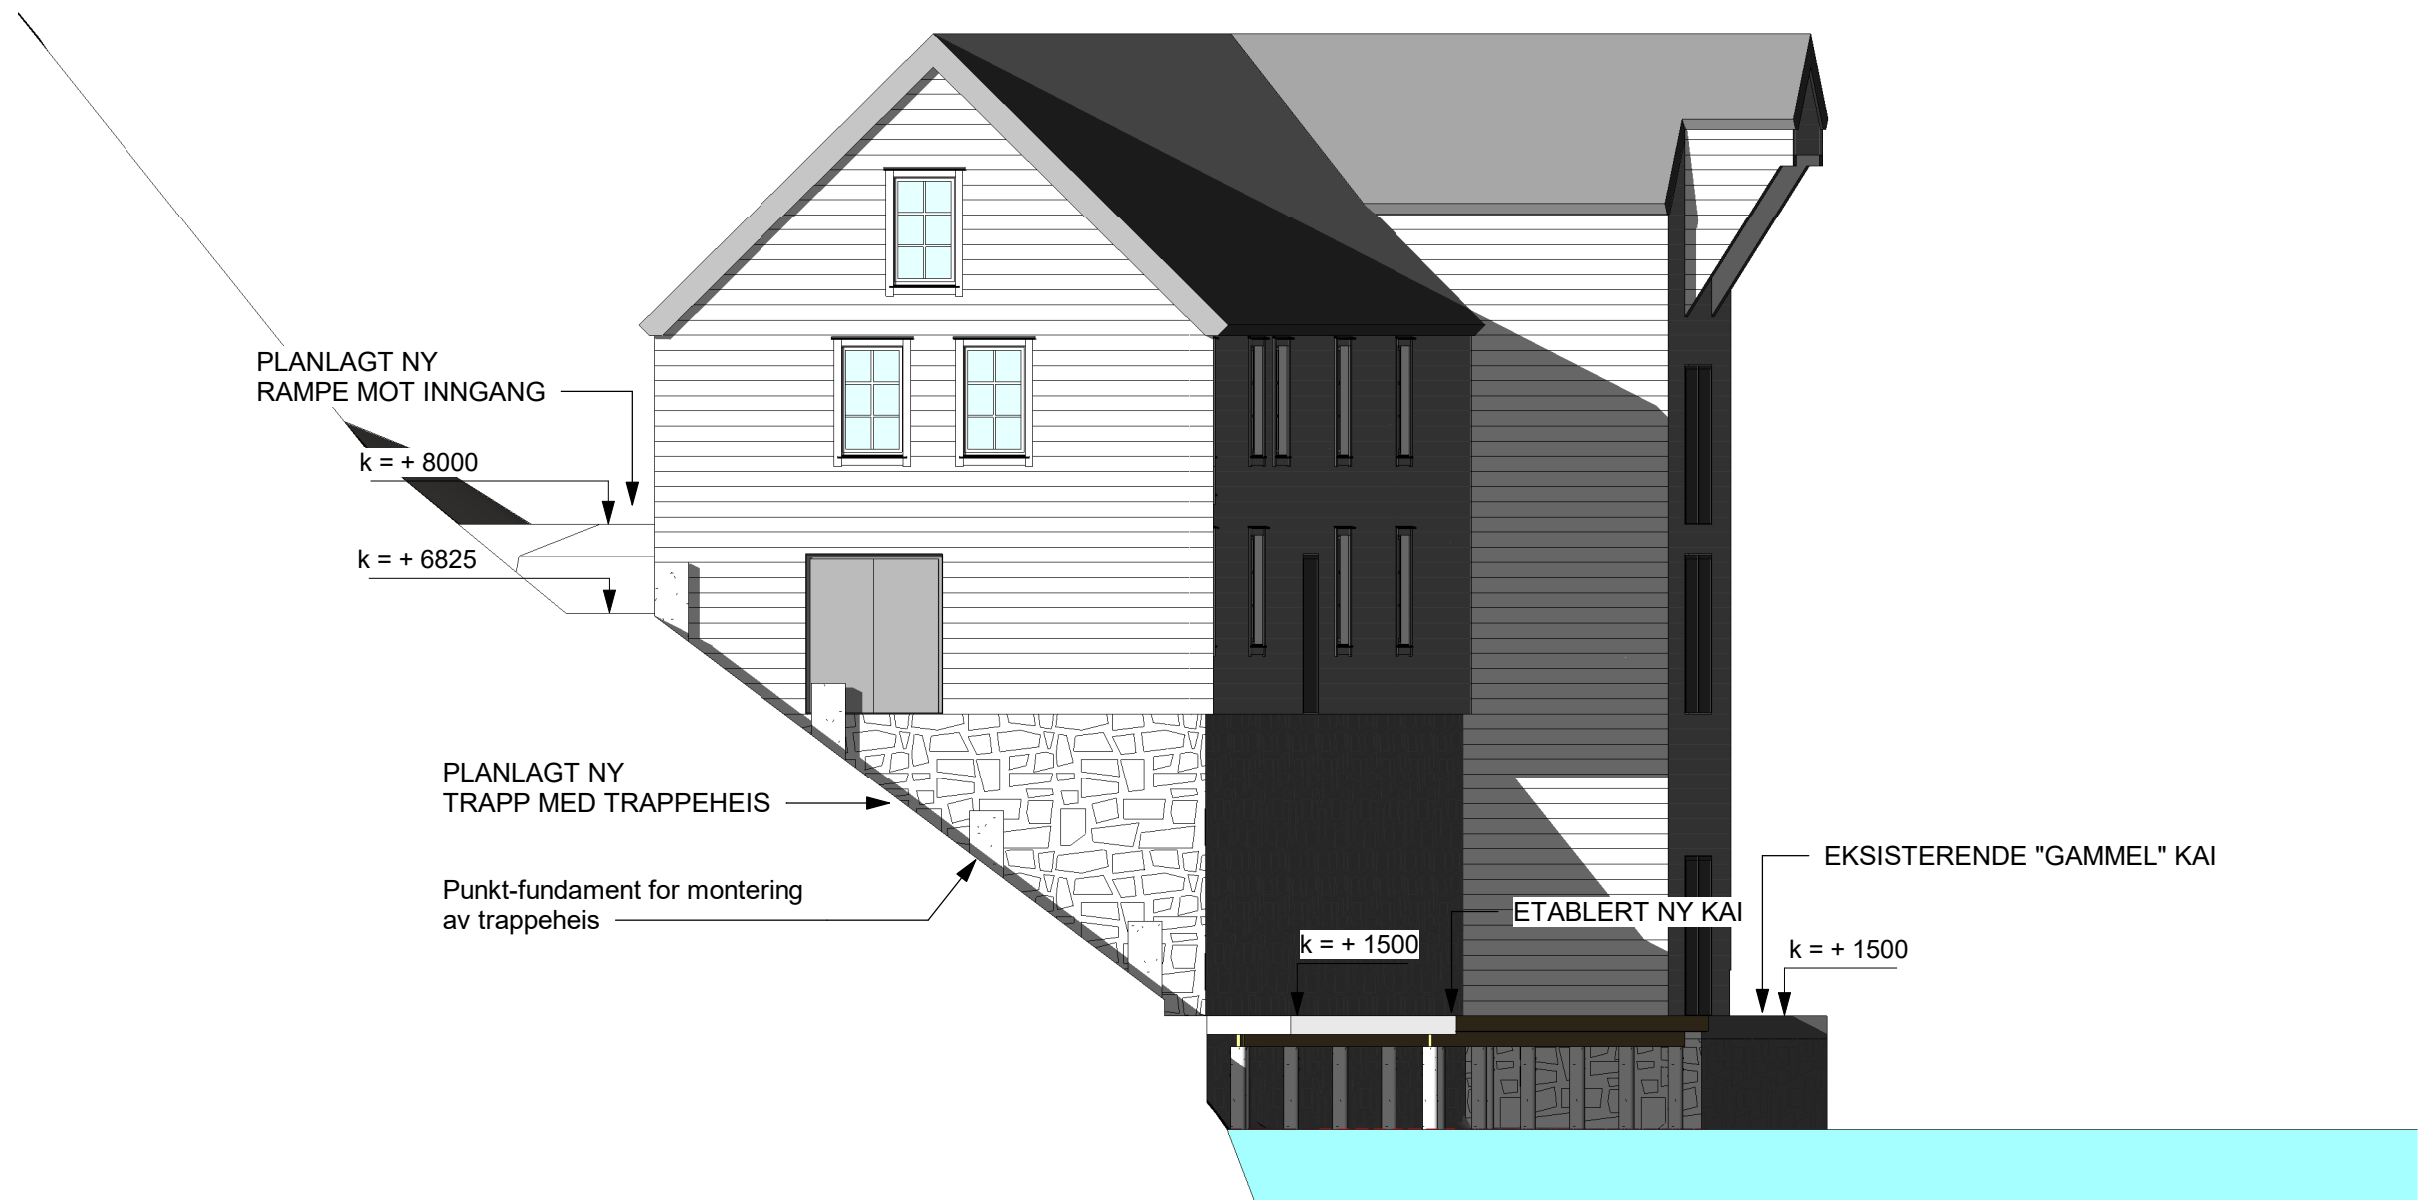 PLANLAGT NY
RAMPE MOT INNGANG
k = + 8000
k = + 6825
PLANLAGT NY
TRAPP MED TRAPPEHEIS
Punkt-fundament for montering
av trappeheis
EKSISTERENDE "GAMMEL" KAI
ETABLERT NY KAI
k = + 1500
k = + 1500